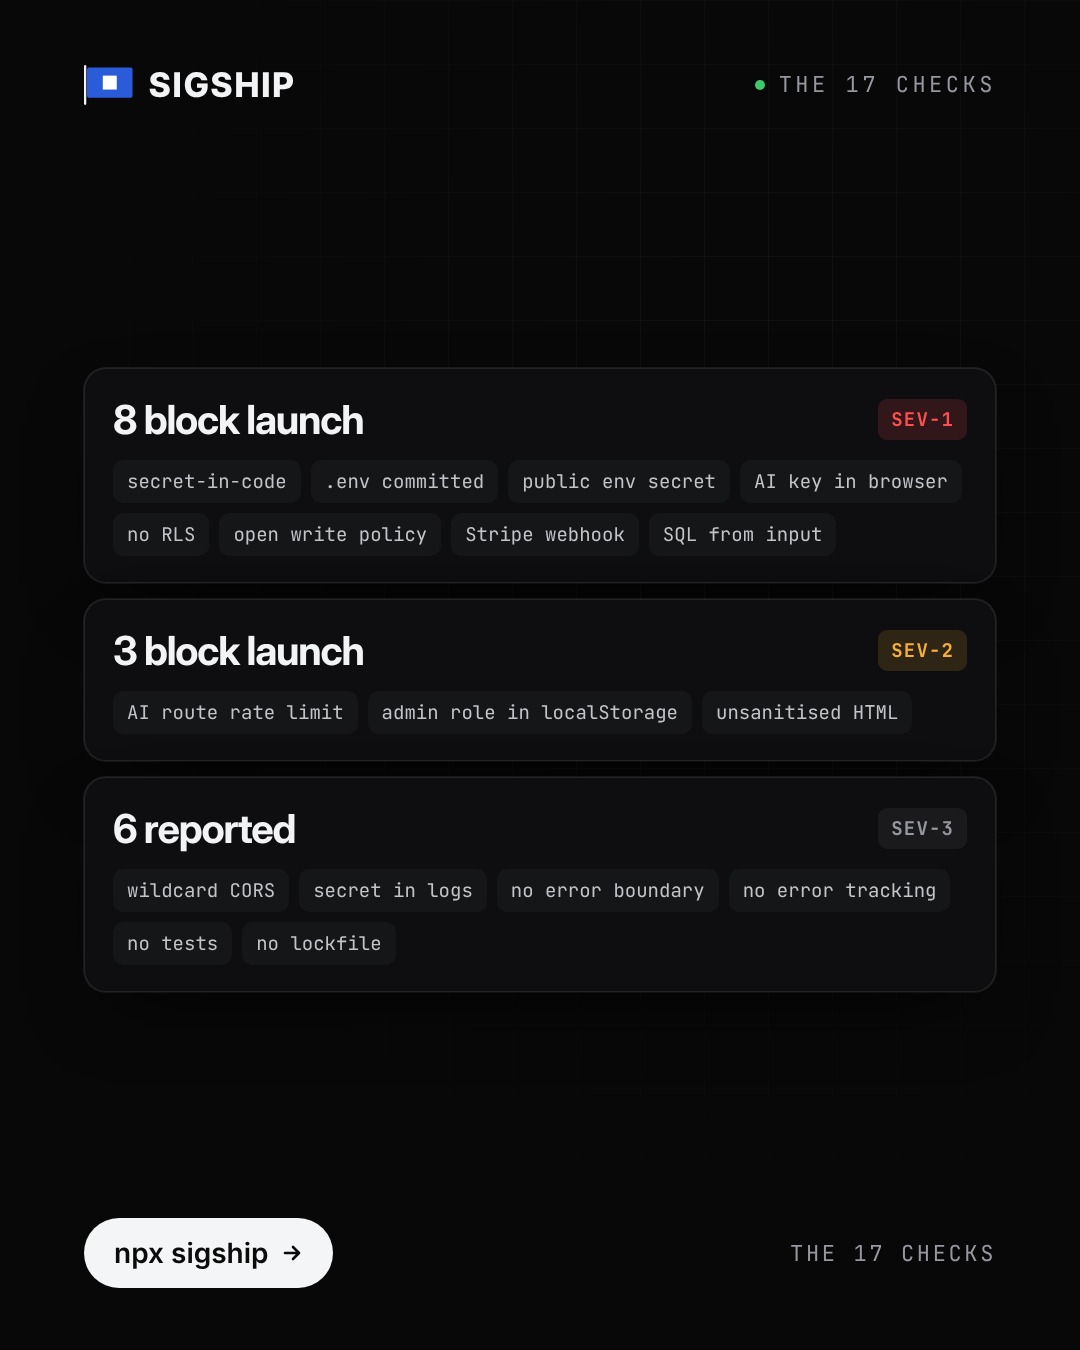 SIGSHIP
THE 17 CHECKS
8 block launch
SEV-1
secret-in-code .env committed public env secret AI key in browser
no RLS open write policy Stripe webhook SQL from input
3 block launch
SEV-2
AI route rate limit admin role in localStorage unsanitised HTML
6 reported
SEV-3
wildcard CORS secret in logs no error boundary no error tracking
no tests no lockfile
npx sigship →
THE 17 CHECKS